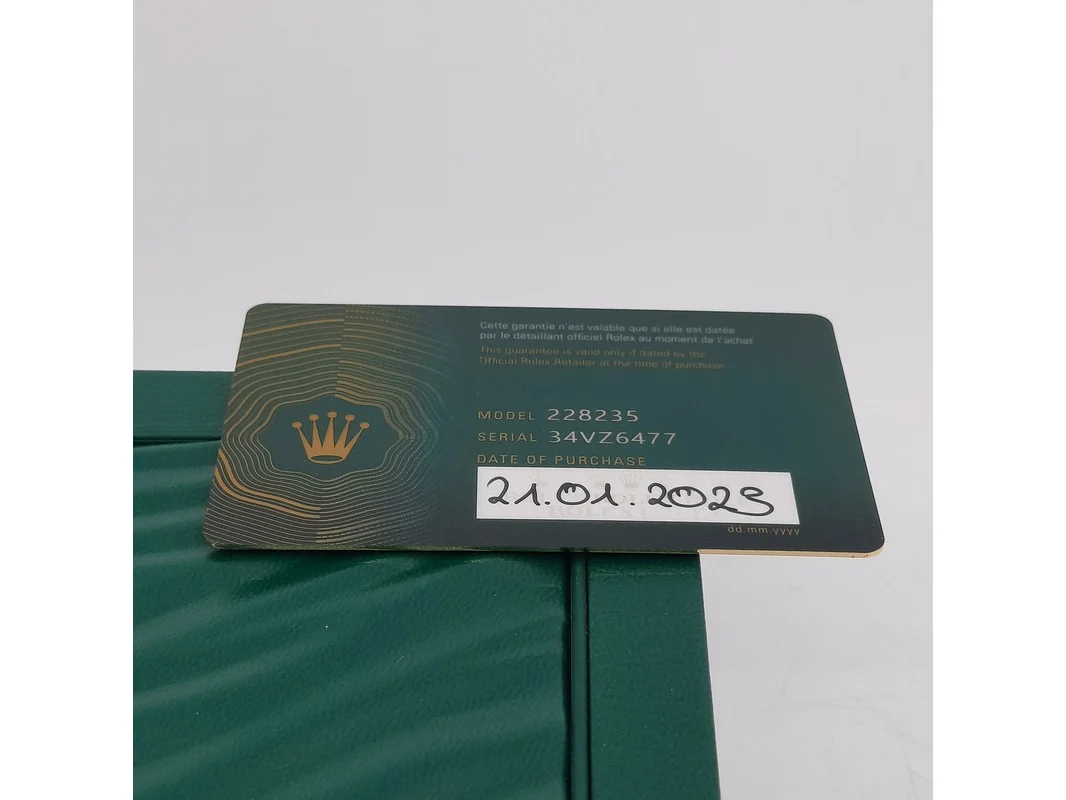 Cette garantie n'est valable que si elle est datée
par le détaillant officiel Rolex au moment de l'achat
This guarantee is valid only if dated by the
Official Rolex Retailer at the time of purchase
MODEL 228235
SERIAL 34VZ6477
DATE OF PURCHASE
21.01.2023
dd.mm.yyyy